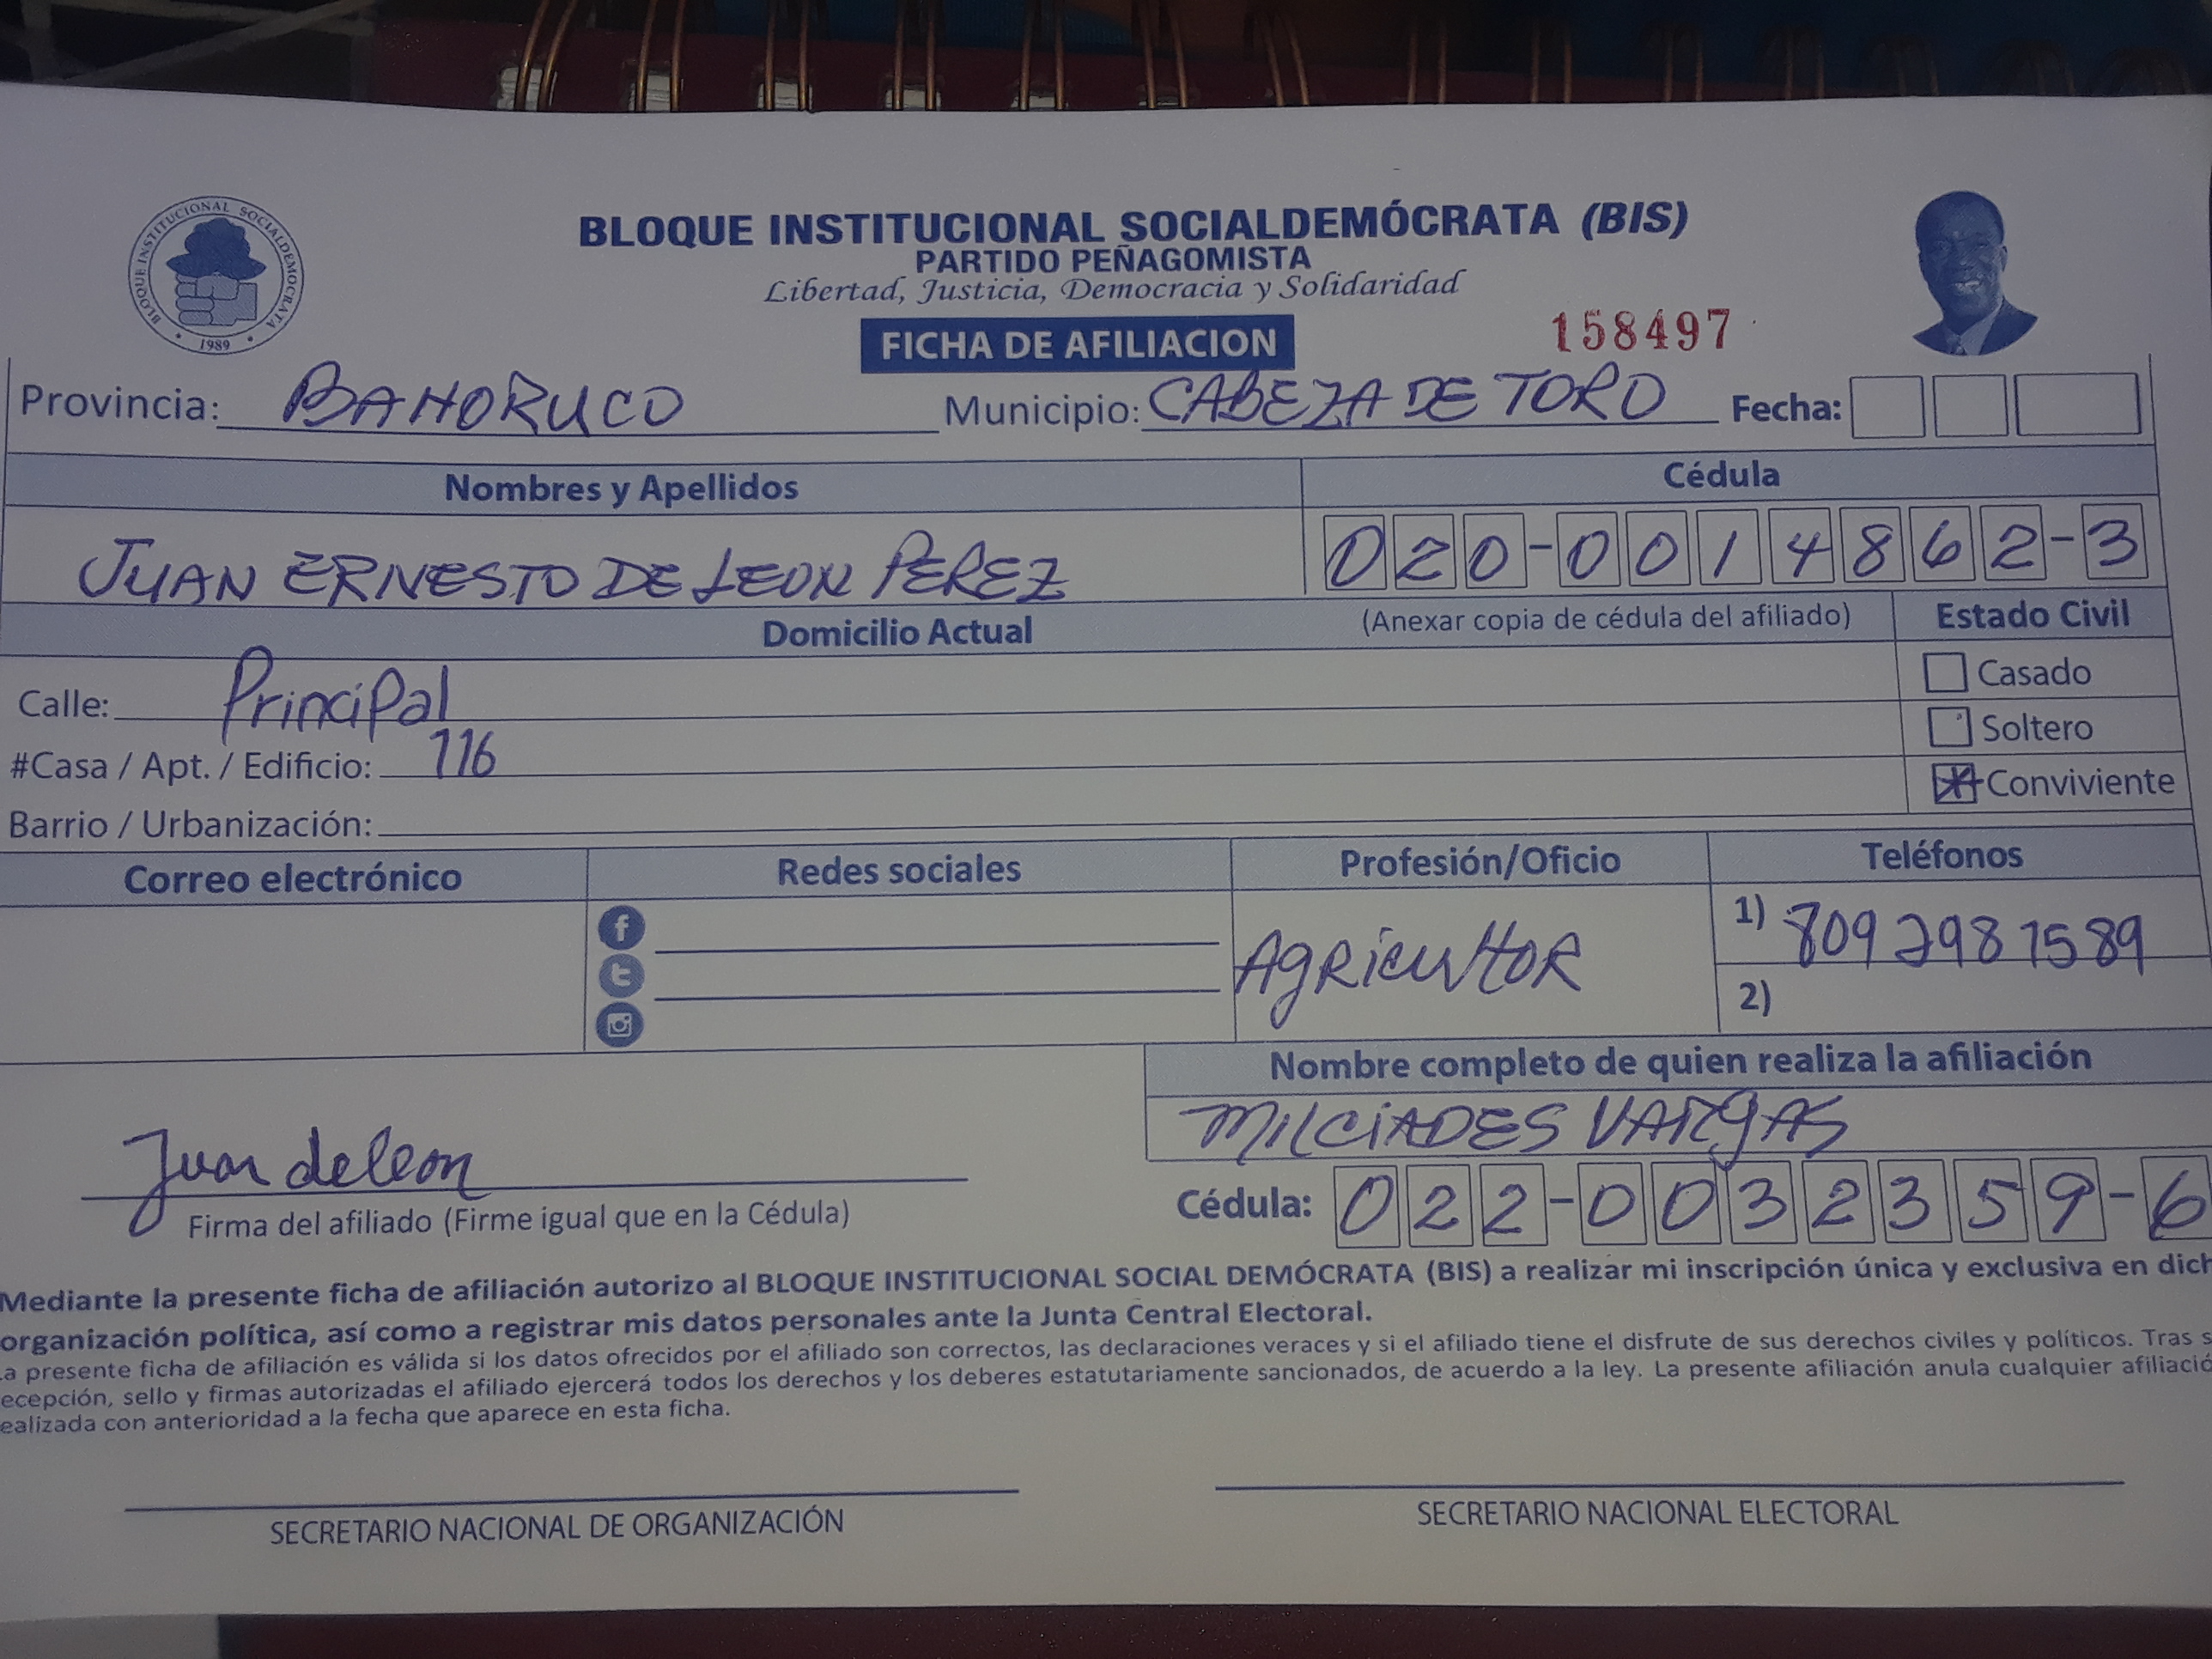 BLOQUE INSTITUCIONAL SOCIALDEMOCRATA
1989
BLOQUE INSTITUCIONAL SOCIALDEMÓCRATA (BIS)
PARTIDO PEÑAGOMISTA
Libertad, Justicia, Democracia y Solidaridad
FICHA DE AFILIACION
158497
Provincia: BAHORUCO Municipio: CABEZA DE TORO Fecha:
Nombres y Apellidos Cédula
JUAN ERNESTO DE LEON PEREZ 020-0014862-3
Domicilio Actual (Anexar copia de cédula del afiliado) Estado Civil
Calle: Principal Casado
#Casa / Apt. / Edificio: 116 Soltero
Barrio / Urbanización: Conviviente
Correo electrónico Redes sociales Profesión/Oficio Teléfonos
Agricultor 1) 809 298 1589
2)
Nombre completo de quien realiza la afiliación
MILCIADES VARGAS
Juan de leon
Firma del afiliado (Firme igual que en la Cédula) Cédula: 022-0032359-6
Mediante la presente ficha de afiliación autorizo al BLOQUE INSTITUCIONAL SOCIAL DEMÓCRATA (BIS) a realizar mi inscripción única y exclusiva en dich
organización política, así como a registrar mis datos personales ante la Junta Central Electoral.
a presente ficha de afiliación es válida si los datos ofrecidos por el afiliado son correctos, las declaraciones veraces y si el afiliado tiene el disfrute de sus derechos civiles y políticos. Tras s
ecepción, sello y firmas autorizadas el afiliado ejercerá todos los derechos y los deberes estatutariamente sancionados, de acuerdo a la ley. La presente afiliación anula cualquier afiliació
ealizada con anterioridad a la fecha que aparece en esta ficha.
SECRETARIO NACIONAL DE ORGANIZACIÓN SECRETARIO NACIONAL ELECTORAL